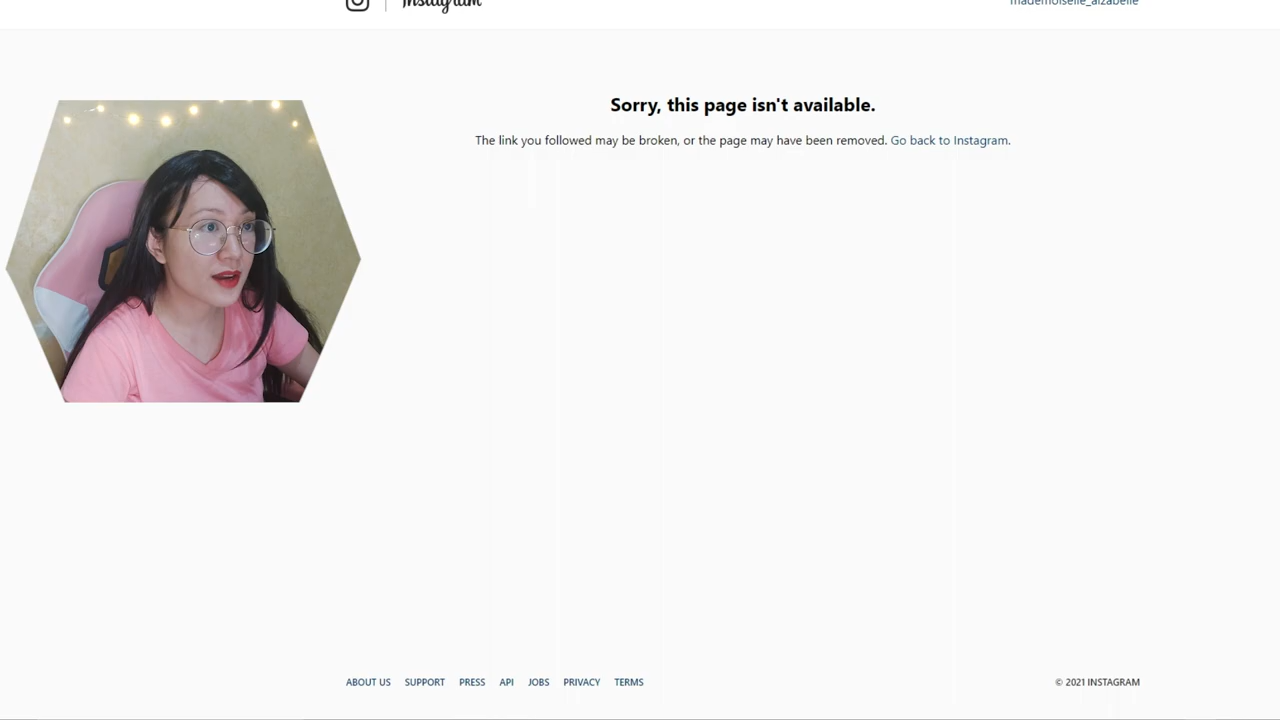 Instagram
mademoiselle_alzabelle
Sorry, this page isn't available.
The link you followed may be broken, or the page may have been removed. Go back to Instagram.
ABOUT US SUPPORT PRESS API JOBS PRIVACY TERMS
© 2021 INSTAGRAM